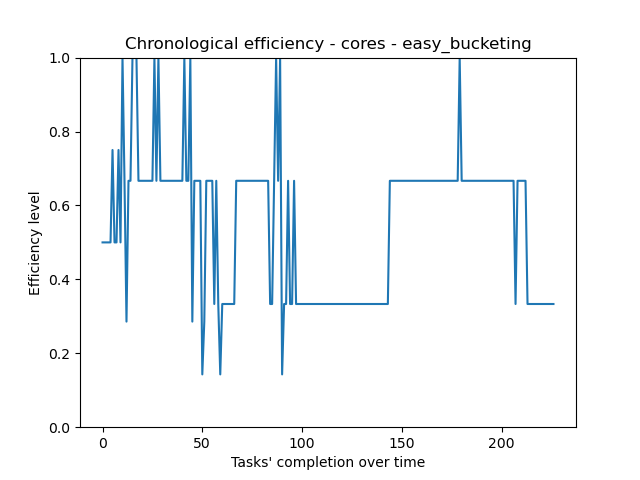 Chronological efficiency - cores - easy_bucketing
1.0
0.8
0.6
0.4
0.2
0.0
Efficiency level
0 50 100 150 200
Tasks' completion over time